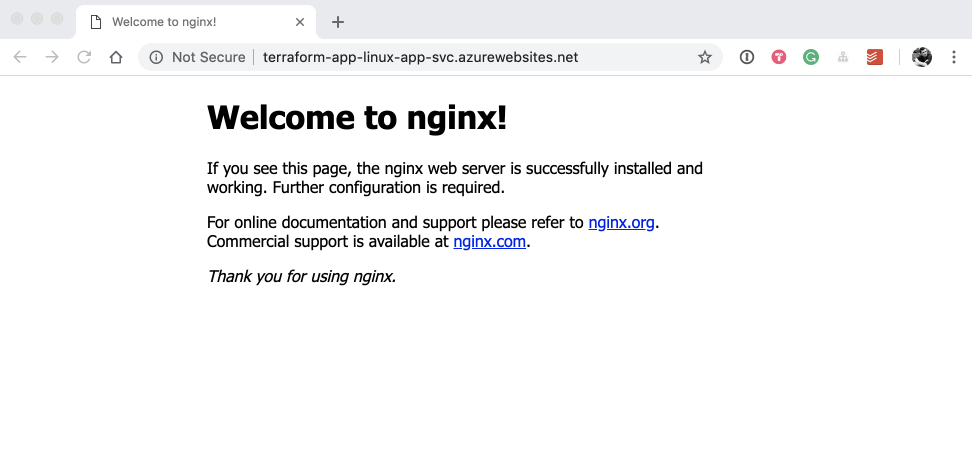 Welcome to nginx!
Not Secure
terraform-app-linux-app-svc.azurewebsites.net
Welcome to nginx!
If you see this page, the nginx web server is successfully installed and
working. Further configuration is required.
For online documentation and support please refer to nginx.org.
Commercial support is available at nginx.com.
Thank you for using nginx.